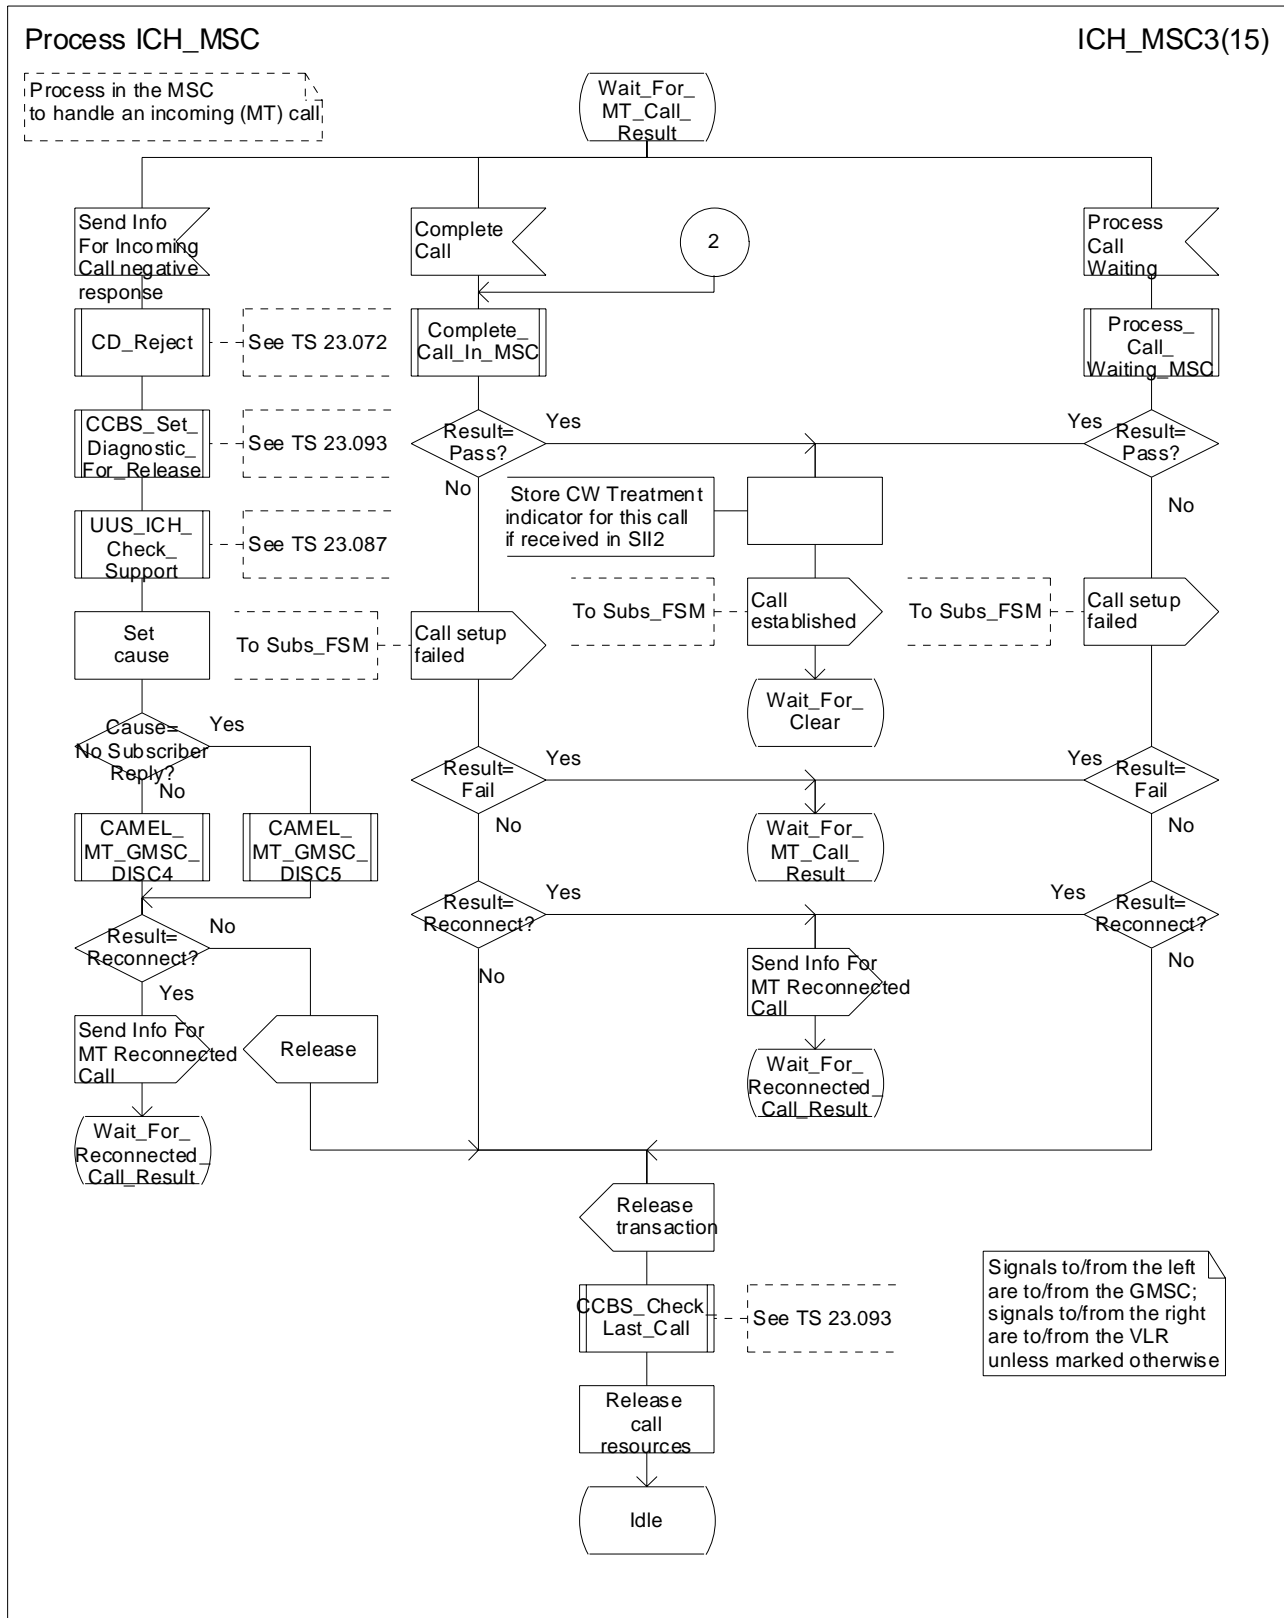 Process ICH_MSC
ICH_MSC3(15)
Process in the MSC
to handle an incoming (MT) call
Wait_For_
MT_Call_
Result
Send Info
For Incoming
Call negative
response
Complete
Call
2
Process
Call
Waiting
CD_Reject
See TS 23.072
Complete_
Call_In_MSC
Process_
Call_
Waiting_MSC
CCBS_Set_
Diagnostic_
For_Release
See TS 23.093
Result=
Pass?
Yes
No
Yes
Result=
Pass?
No
Store CW Treatment
indicator for this call
if received in SII2
UUS_ICH_
Check_
Support
See TS 23.087
Set
cause
To Subs_FSM
Call setup
failed
To Subs_FSM
Call
established
To Subs_FSM
Call setup
failed
Wait_For_
Clear
Cause=
No Subscriber
Reply?
Yes
No
Result=
Fail
Yes
No
Yes
Result=
Fail
No
CAMEL_
MT_GMSC_
DISC4
CAMEL_
MT_GMSC_
DISC5
Wait_For_
MT_Call_
Result
Result=
Reconnect?
No
Yes
Result=
Reconnect?
Yes
No
Yes
Result=
Reconnect?
No
Send Info For
MT Reconnected
Call
Send Info For
MT Reconnected
Call
Release
Wait_For_
Reconnected_
Call_Result
Wait_For_
Reconnected_
Call_Result
Release
transaction
CCBS_Check_
Last_Call
See TS 23.093
Signals to/from the left
are to/from the GMSC;
signals to/from the right
are to/from the VLR
unless marked otherwise
Release
call
resources
Idle